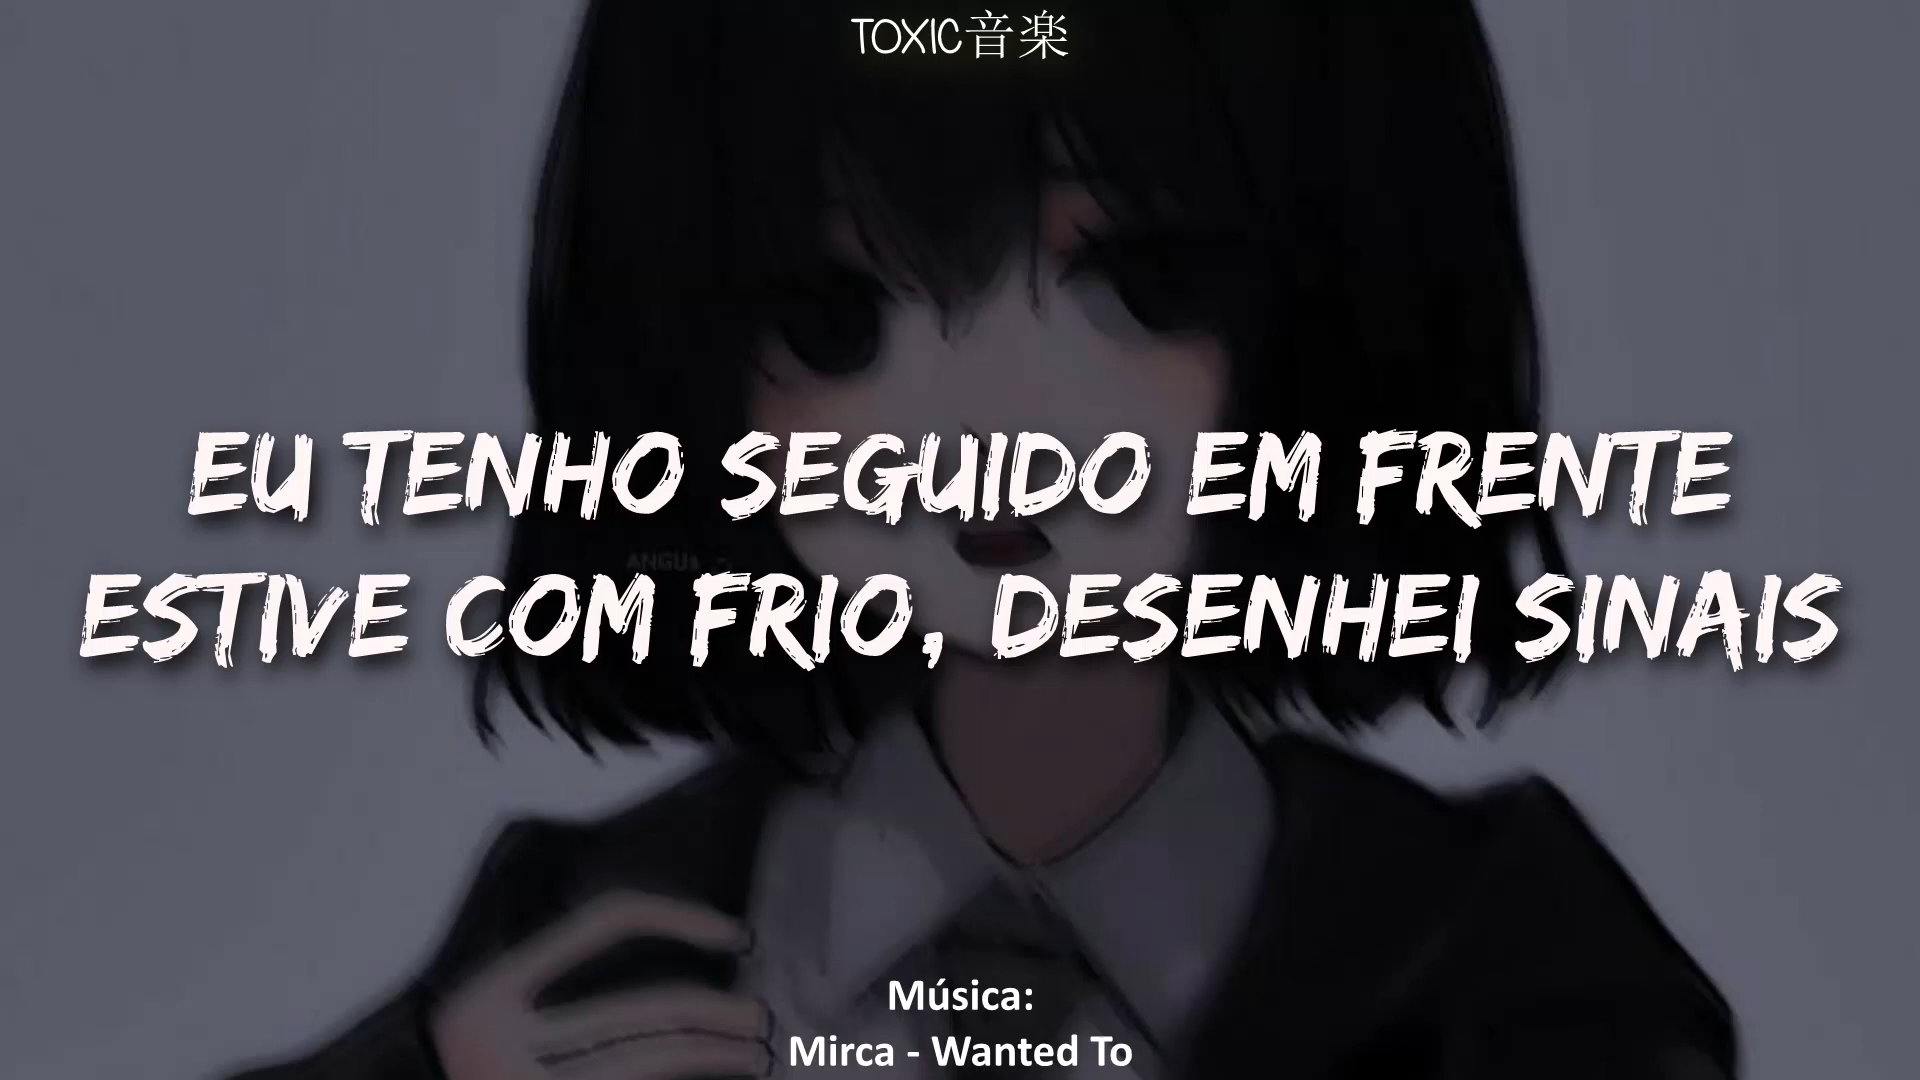 TOXIC音楽
EU TENHO SEGUIDO EM FRENTE
ESTIVE COM FRIO, DESENHEI SINAIS
Música:
Mirca - Wanted To